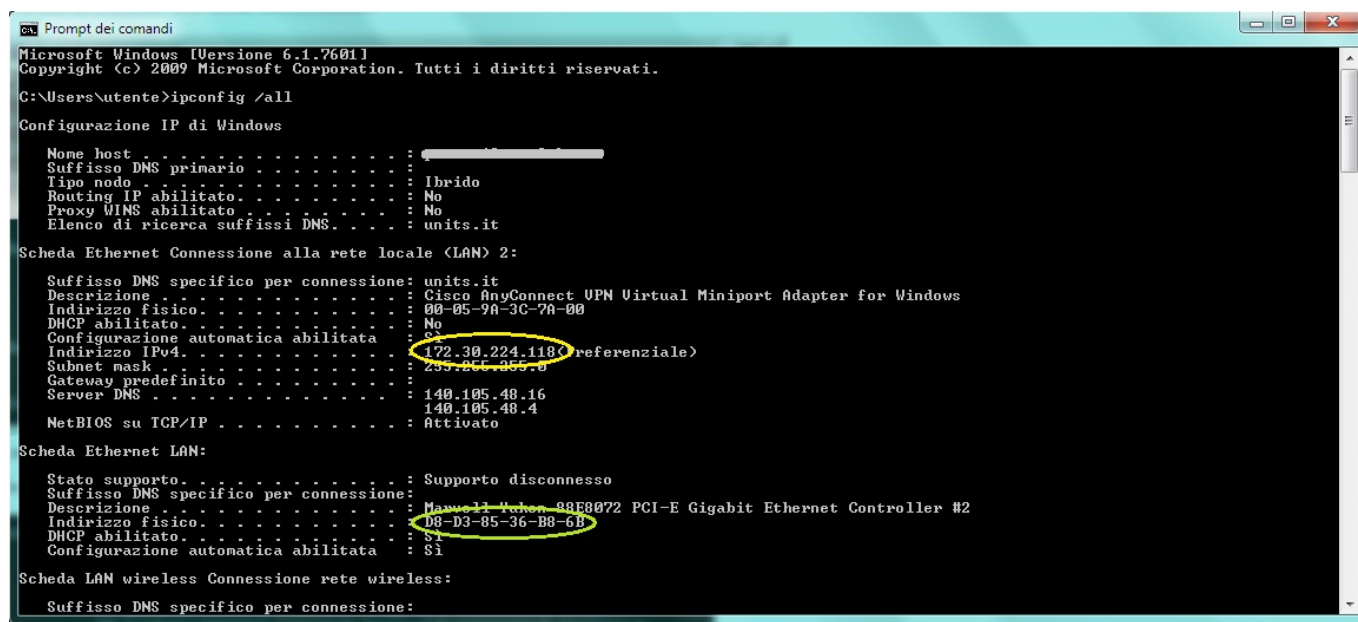 Prompt dei comandi
Microsoft Windows [Versione 6.1.7601]
Copyright (c) 2009 Microsoft Corporation. Tutti i diritti riservati.
C:\Users\utente>ipconfig /all
Configurazione IP di Windows
Nome host . . . . . . . . . . . . . . :
Suffisso DNS primario . . . . . . . . :
Tipo nodo . . . . . . . . . . . . . . : Ibrido
Routing IP abilitato. . . . . . . . . : No
Proxy WINS abilitato . . . . . . . . : No
Elenco di ricerca suffissi DNS. . . . : units.it
Scheda Ethernet Connessione alla rete locale (LAN) 2:
Suffisso DNS specifico per connessione: units.it
Descrizione . . . . . . . . . . . . . : Cisco AnyConnect VPN Virtual Miniport Adapter for Windows
Indirizzo fisico. . . . . . . . . . . : 00-05-9A-3C-7A-00
DHCP abilitato. . . . . . . . . . . . : No
Configurazione automatica abilitata : Sì
Indirizzo IPv4. . . . . . . . . . . . : 172.30.224.118(Preferenziale)
Subnet mask . . . . . . . . . . . . . : 255.255.255.0
Gateway predefinito . . . . . . . . . :
Server DNS . . . . . . . . . . . . . : 140.105.48.16
140.105.48.4
NetBIOS su TCP/IP . . . . . . . . . . : Attivato
Scheda Ethernet LAN:
Stato supporto. . . . . . . . . . . . : Supporto disconnesso
Suffisso DNS specifico per connessione:
Descrizione . . . . . . . . . . . . . : Marvell Yukon 88E8072 PCI-E Gigabit Ethernet Controller #2
Indirizzo fisico. . . . . . . . . . . : D8-D3-85-36-B8-6B
DHCP abilitato. . . . . . . . . . . . : Sì
Configurazione automatica abilitata : Sì
Scheda LAN wireless Connessione rete wireless:
Suffisso DNS specifico per connessione: